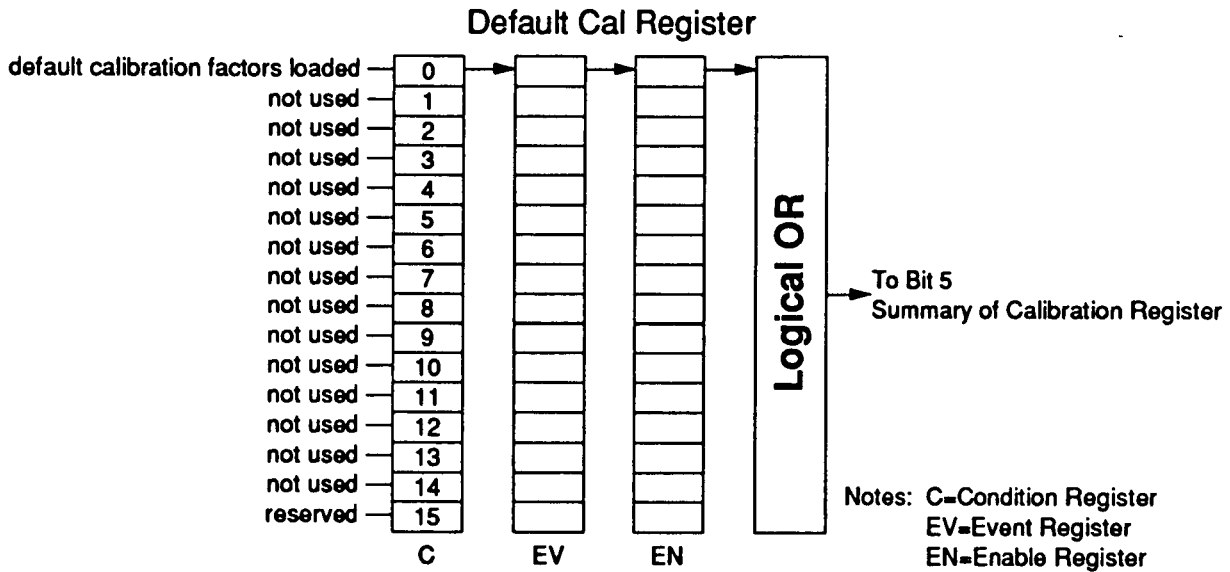 Default Cal Register
default calibration factors loaded 0
not used 1
not used 2
not used 3
not used 4
not used 5
not used 6
not used 7
not used 8
not used 9
not used 10
not used 11
not used 12
not used 13
not used 14
reserved 15
C EV EN
Logical OR
To Bit 5
Summary of Calibration Register
Notes: C=Condition Register
EV=Event Register
EN=Enable Register